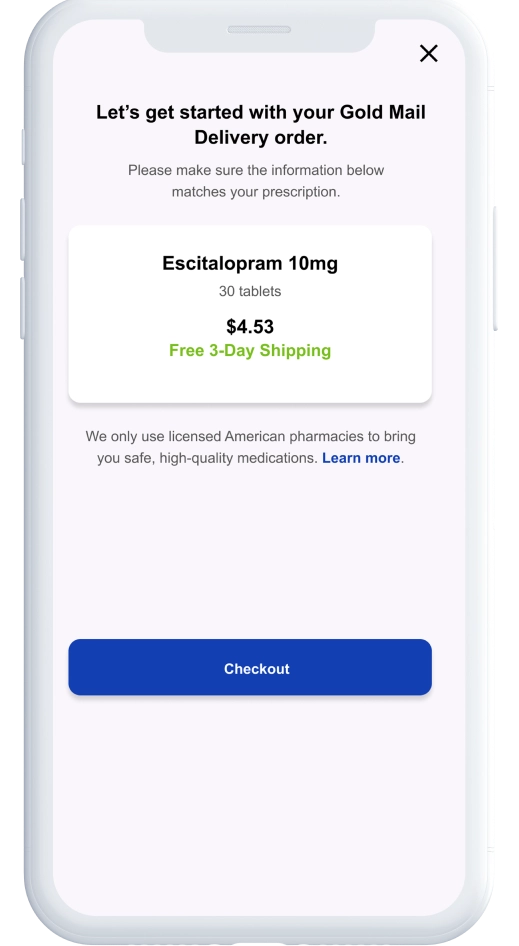 Let’s get started with your Gold Mail
Delivery order.
Please make sure the information below
matches your prescription.
Escitalopram 10mg
30 tablets
$4.53
Free 3-Day Shipping
We only use licensed American pharmacies to bring
you safe, high-quality medications. Learn more.
Checkout